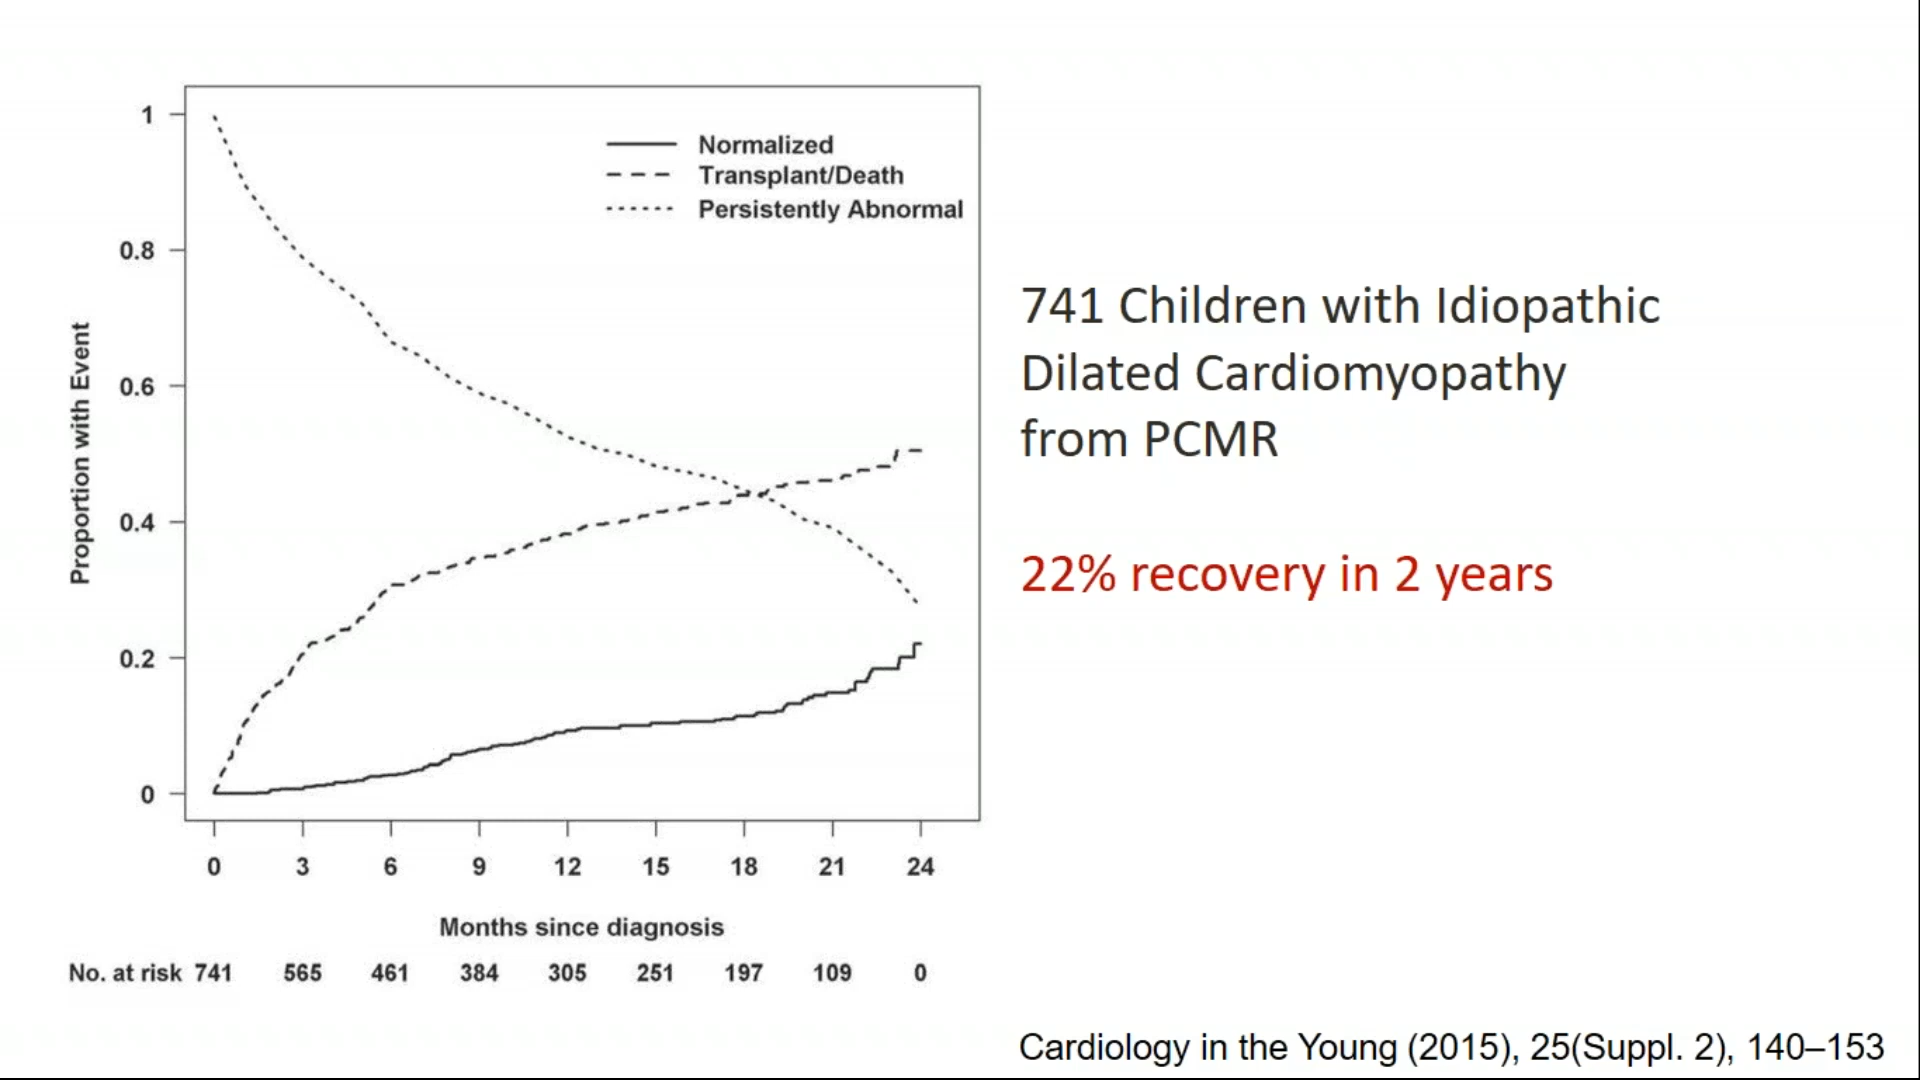 1
0.8
0.6
0.4
0.2
0
Proportion with Event
Normalized
Transplant/Death
Persistently Abnormal
0 3 6 9 12 15 18 21 24
Months since diagnosis
No. at risk 741 565 461 384 305 251 197 109 0
741 Children with Idiopathic
Dilated Cardiomyopathy
from PCMR
22% recovery in 2 years
Cardiology in the Young (2015), 25(Suppl. 2), 140–153